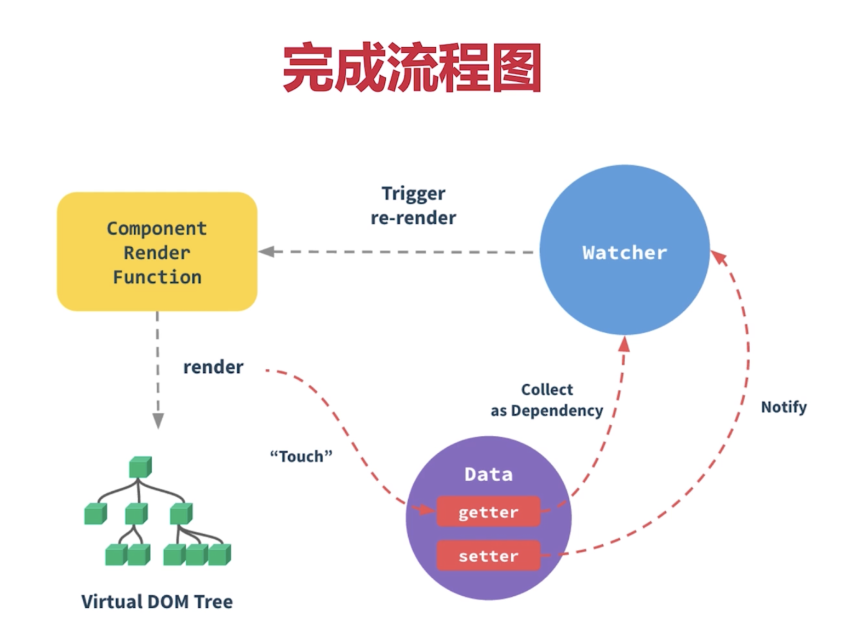 完成流程图
Trigger
re-render
Component
Render
Function
Watcher
render
Collect
as Dependency
Notify
“Touch”
Data
getter
setter
Virtual DOM Tree